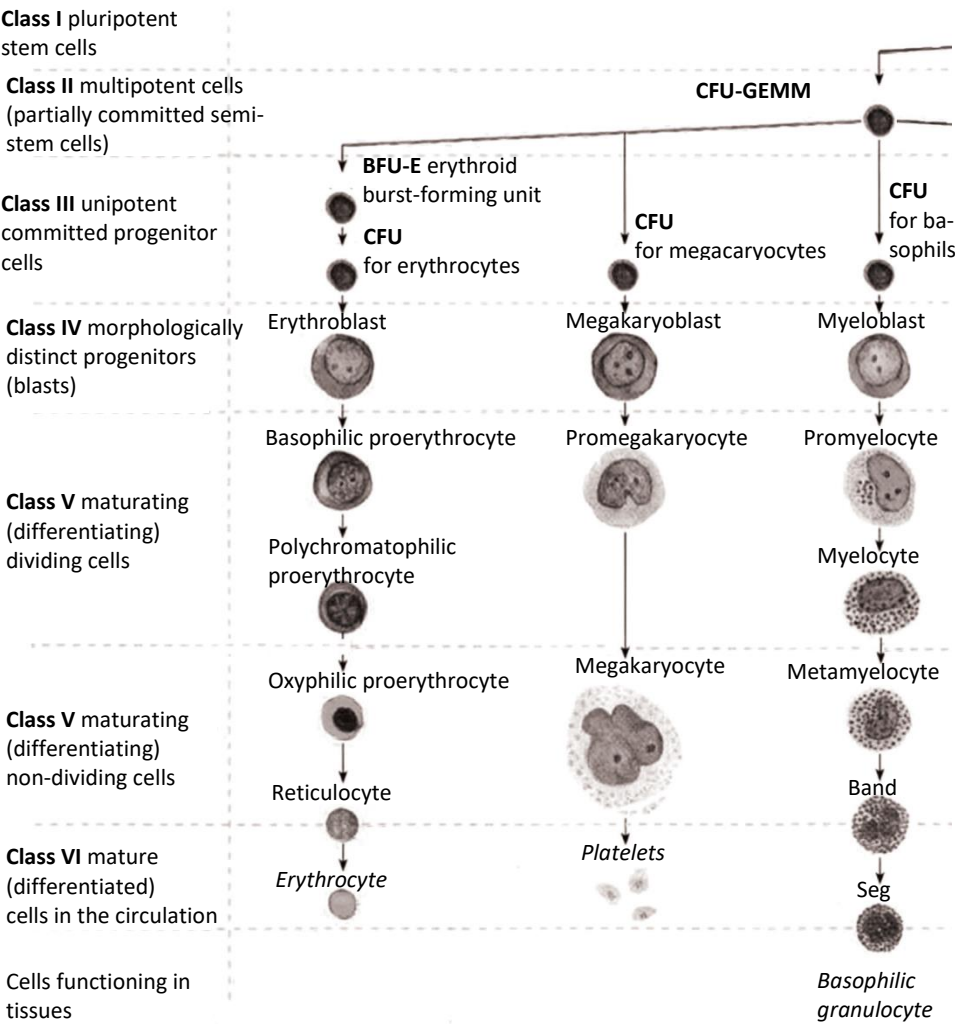 Class I pluripotent
stem cells
Class II multipotent cells
(partially committed semi-
stem cells)
CFU-GEMM
BFU-E erythroid
burst-forming unit
Class III unipotent
committed progenitor
cells
CFU
for erythrocytes
CFU
for megacaryocytes
CFU
for ba-
sophils
Class IV morphologically
distinct progenitors
(blasts)
Erythroblast
Megakaryoblast
Myeloblast
Basophilic proerythrocyte
Promegakaryocyte
Promyelocyte
Class V maturating
(differentiating)
dividing cells
Polychromatophilic
proerythrocyte
Myelocyte
Oxyphilic proerythrocyte
Megakaryocyte
Metamyelocyte
Class V maturating
(differentiating)
non-dividing cells
Reticulocyte
Band
Class VI mature
(differentiated)
cells in the circulation
Erythrocyte
Platelets
Seg
Cells functioning in
tissues
Basophilic
granulocyte